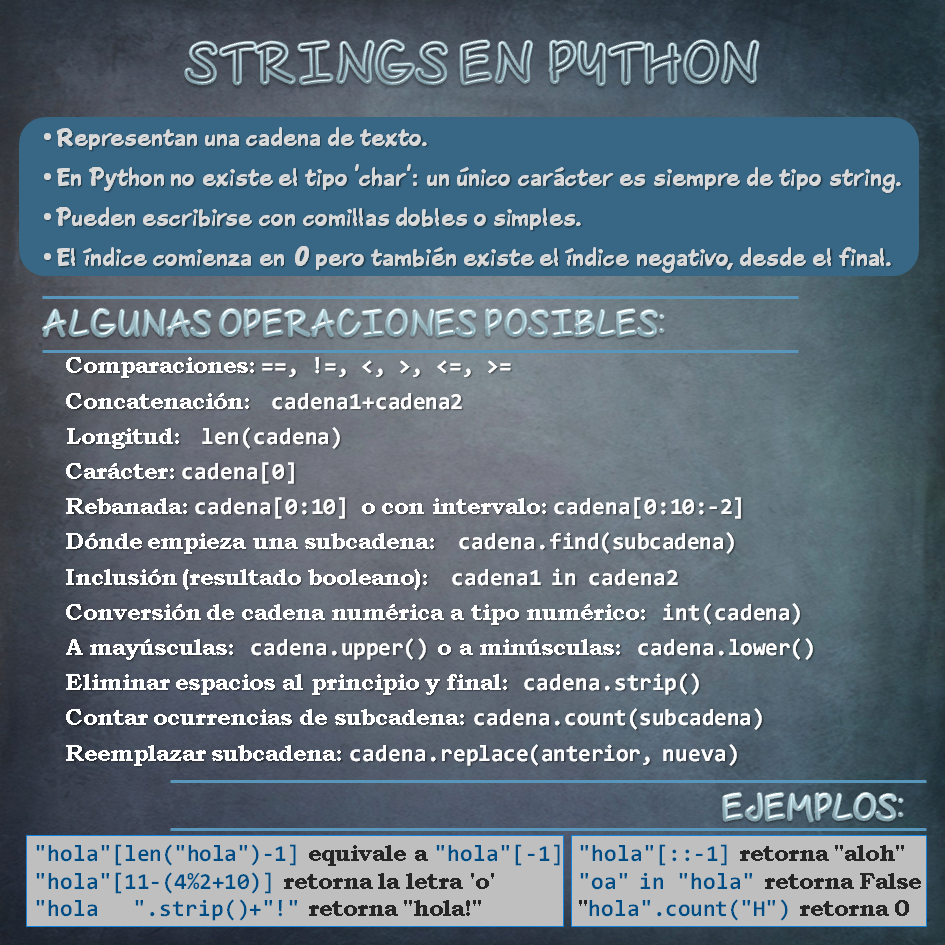 STRINGS EN PYTHON
• Representan una cadena de texto.
• En Python no existe el tipo 'char': un único carácter es siempre de tipo string.
• Pueden escribirse con comillas dobles o simples.
• El índice comienza en 0 pero también existe el índice negativo, desde el final.
ALGUNAS OPERACIONES POSIBLES:
Comparaciones: ==, !=, <, >, <=, >=
Concatenación: cadena1+cadena2
Longitud: len(cadena)
Carácter: cadena[0]
Rebanada: cadena[0:10] o con intervalo: cadena[0:10:-2]
Dónde empieza una subcadena: cadena.find(subcadena)
Inclusión (resultado booleano): cadena1 in cadena2
Conversión de cadena numérica a tipo numérico: int(cadena)
A mayúsculas: cadena.upper() o a minúsculas: cadena.lower()
Eliminar espacios al principio y final: cadena.strip()
Contar ocurrencias de subcadena: cadena.count(subcadena)
Reemplazar subcadena: cadena.replace(anterior, nueva)
EJEMPLOS:
"hola"[len("hola")-1] equivale a "hola"[-1]
"hola"[11-(4%2+10)] retorna la letra 'o'
"hola   ".strip()+"!" retorna "hola!"
"hola"[::-1] retorna "aloh"
"oa" in "hola" retorna False
"hola".count("H") retorna 0